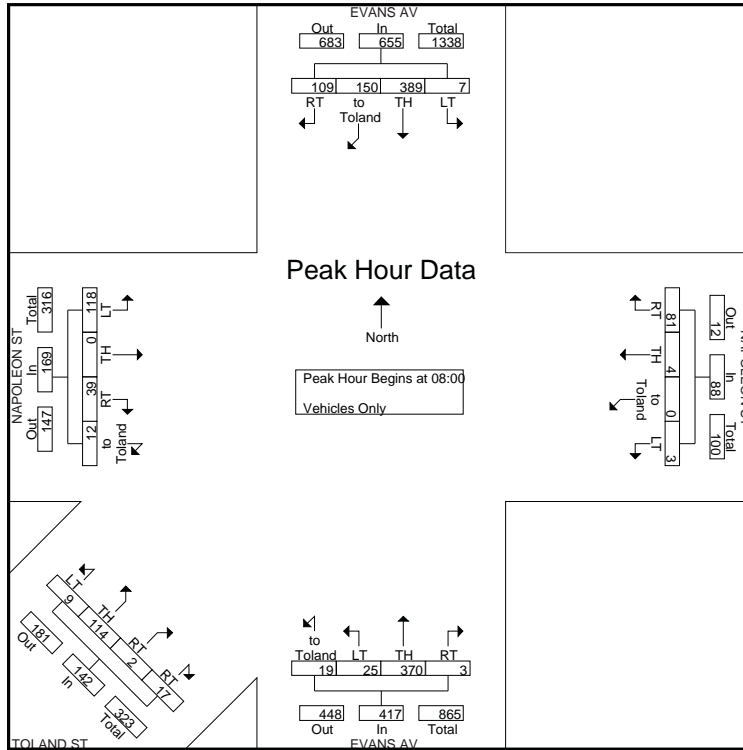 EVANS AV
Out In Total
683 655 1338
109 150 389 7
RT to Toland TH LT
Peak Hour Data
North
Peak Hour Begins at 08:00
Vehicles Only
NAPOLEON ST
Total In Out
316 169 147
118 0 39 12
LT TH RT to Toland
Out In Total
12 88 100
81 4 0 3
RT TH to Toland LT
LT TH RT RT
9 114 2 17
181 142 323
Out In Total
TOLAND ST
to Toland LT TH RT
19 25 370 3
448 417 865
Out In Total
EVANS AV